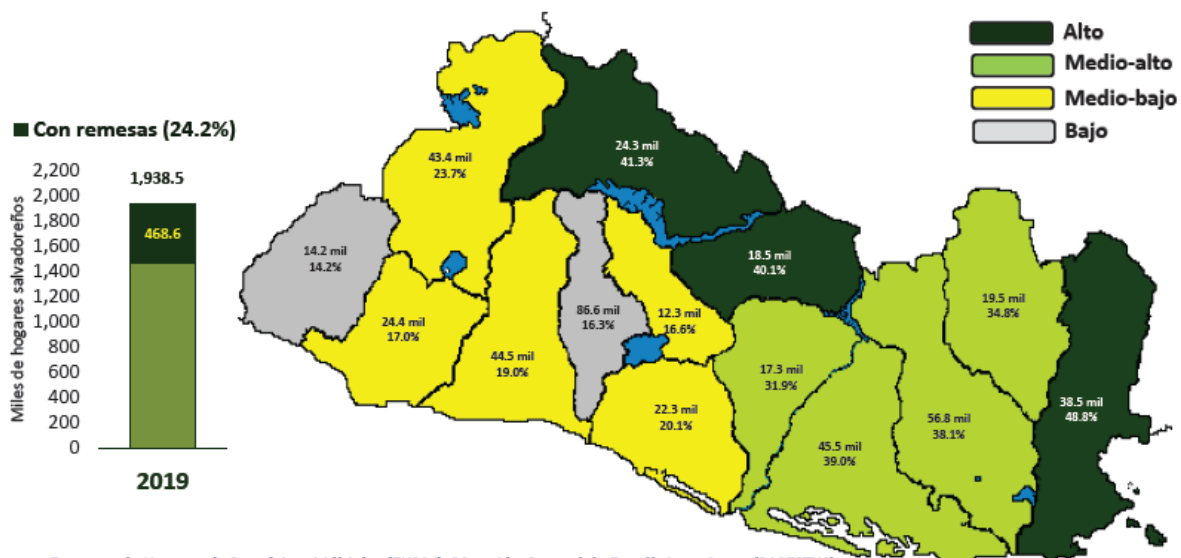 Alto
Medio-alto
Medio-bajo
Bajo
Con remesas (24.2%)
Miles de hogares salvadoreños
2,200
2,000
1,800
1,600
1,400
1,200
1,000
800
600
400
200
0
1,938.5
468.6
2019
24.3 mil
41.3%
43.4 mil
23.7%
14.2 mil
14.2%
18.5 mil
40.1%
19.5 mil
34.8%
24.4 mil
17.0%
86.6 mil
16.3%
12.3 mil
16.6%
44.5 mil
19.0%
17.3 mil
31.9%
38.5 mil
48.8%
22.3 mil
20.1%
56.8 mil
38.1%
45.5 mil
39.0%